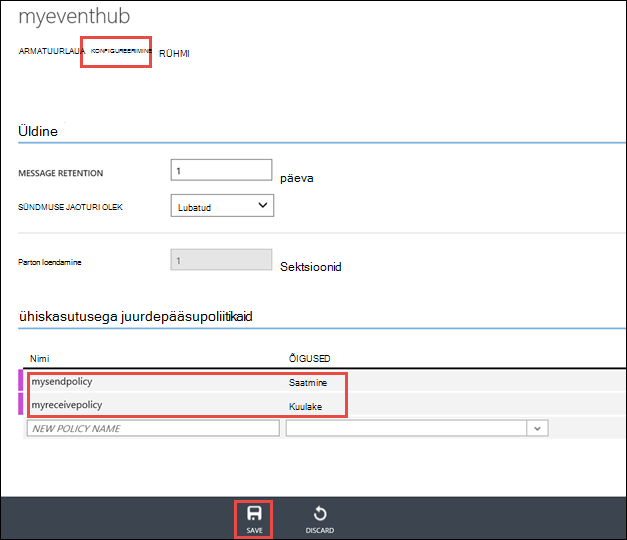 myeventhub
ARMATUURLAUA KONFIGUREERIMINE RÜHMI
Üldine
MESSAGE RETENTION 1 päeva
SÜNDMUSE JAOTURI OLEK Lubatud
Parton loendamine 1 Sektsioonid
ühiskasutusega juurdepääsupoliitikaid
Nimi ÕIGUSED
mysendpolicy Saatmine
myreceivepolicy Kuulake
NEW POLICY NAME
SAVE DISCARD